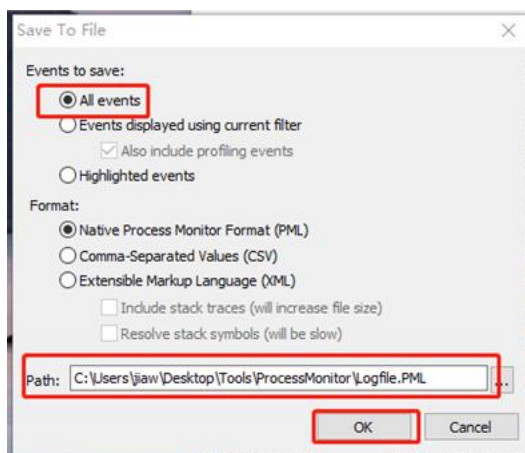 Save To File
Events to save:
All events
Events displayed using current filter
Also include profiling events
Highlighted events
Format:
Native Process Monitor Format (PML)
Comma-Separated Values (CSV)
Extensible Markup Language (XML)
Include stack traces (will increase file size)
Resolve stack symbols (will be slow)
Path: C:\Users\jiaw\Desktop\Tools\ProcessMonitor\Logfile.PML ...
OK Cancel